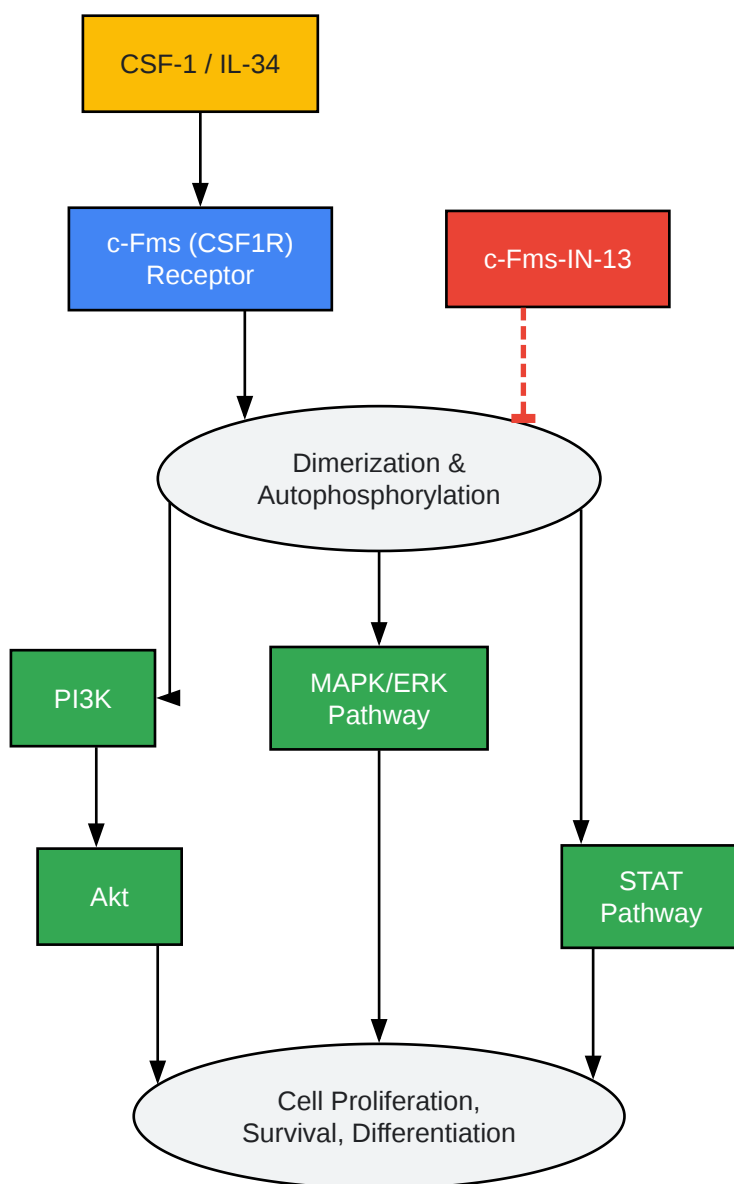 CSF-1 / IL-34
c-Fms (CSF1R)
Receptor
c-Fms-IN-13
Dimerization &
Autophosphorylation
PI3K
MAPK/ERK
Pathway
Akt
STAT
Pathway
Cell Proliferation,
Survival, Differentiation